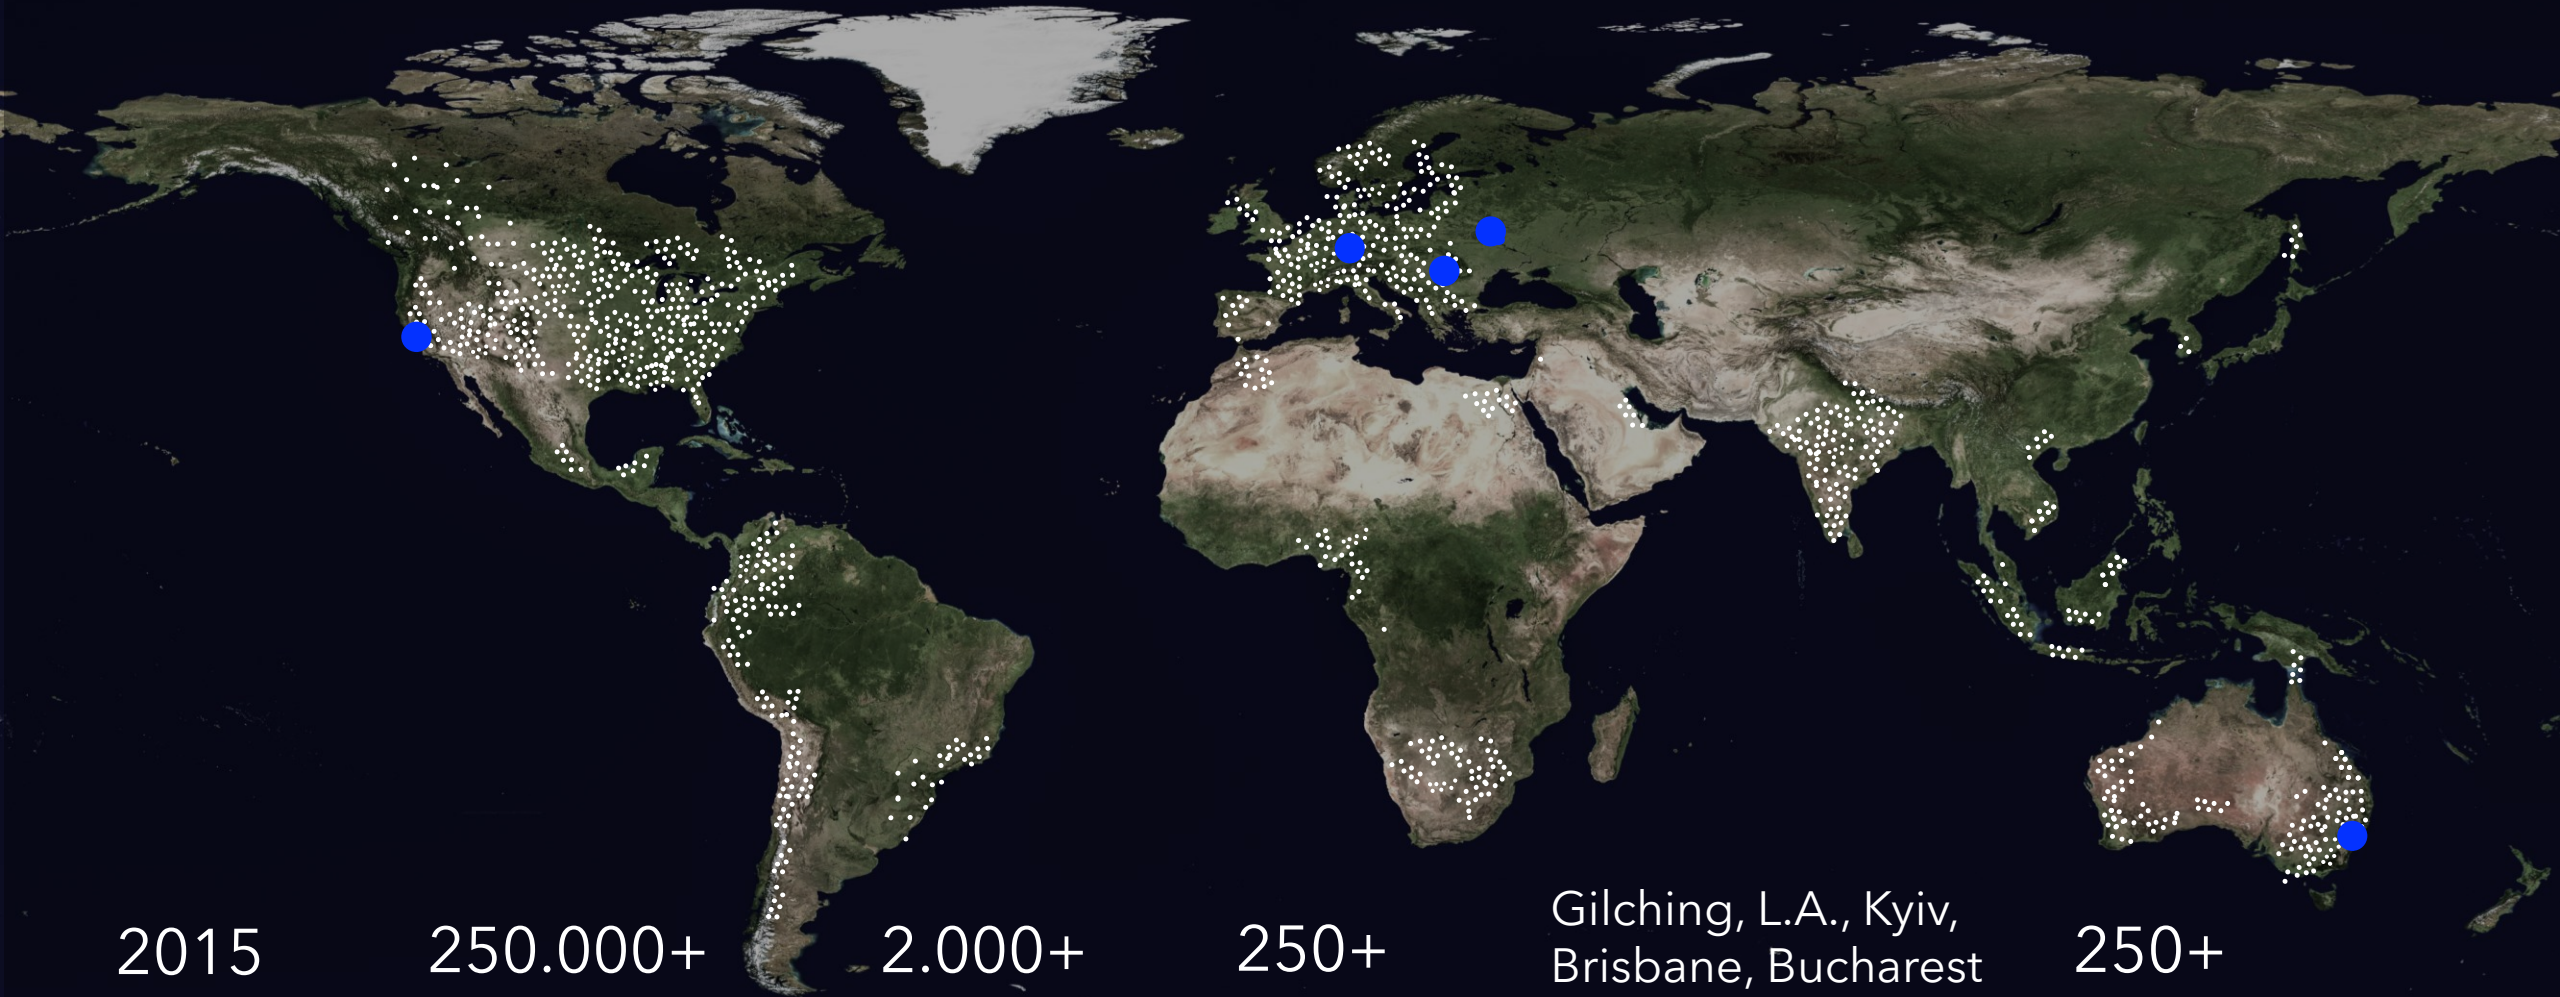 2015
250.000+
2.000+
250+
Gilching, L.A., Kyiv,
Brisbane, Bucharest
250+